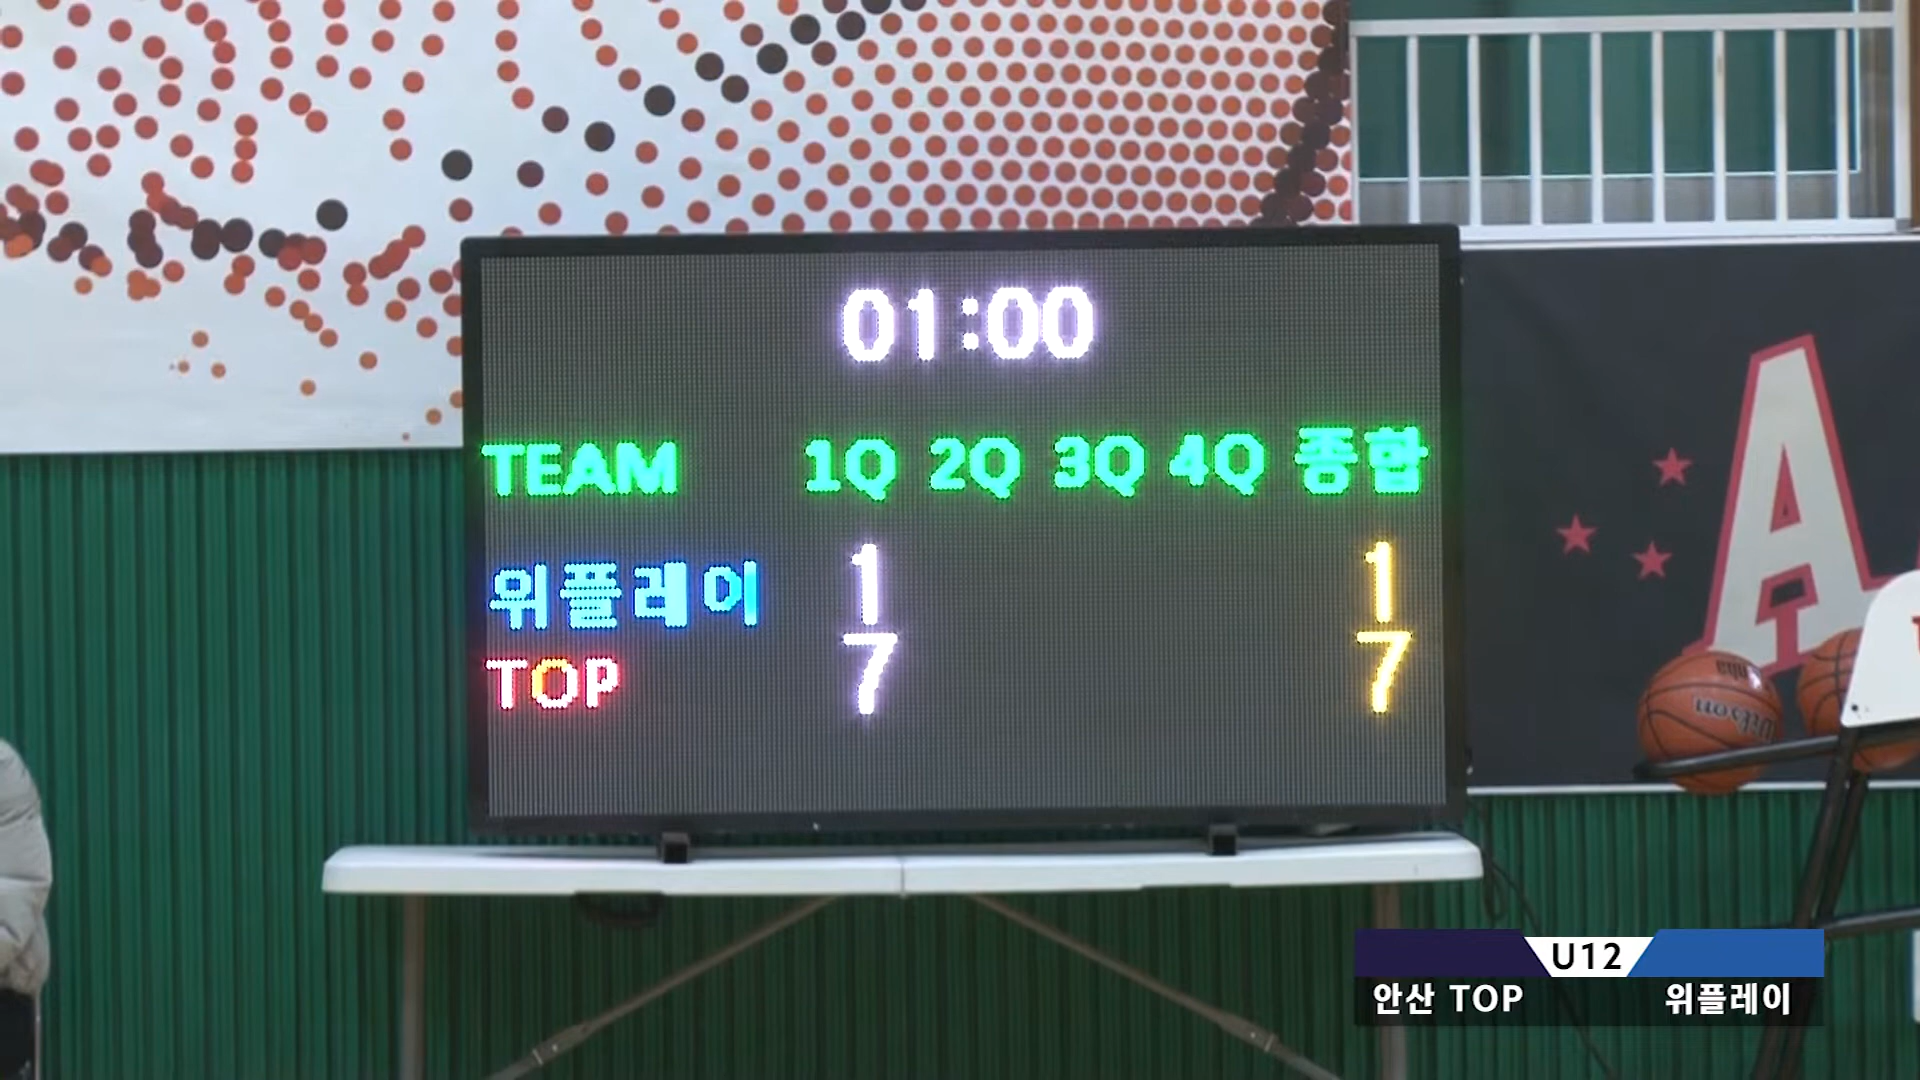 01:00
TEAM 1Q 2Q 3Q 4Q 종합
위플레이 1 1
TOP 7 7
A
Wilson
U12
안산 TOP 위플레이